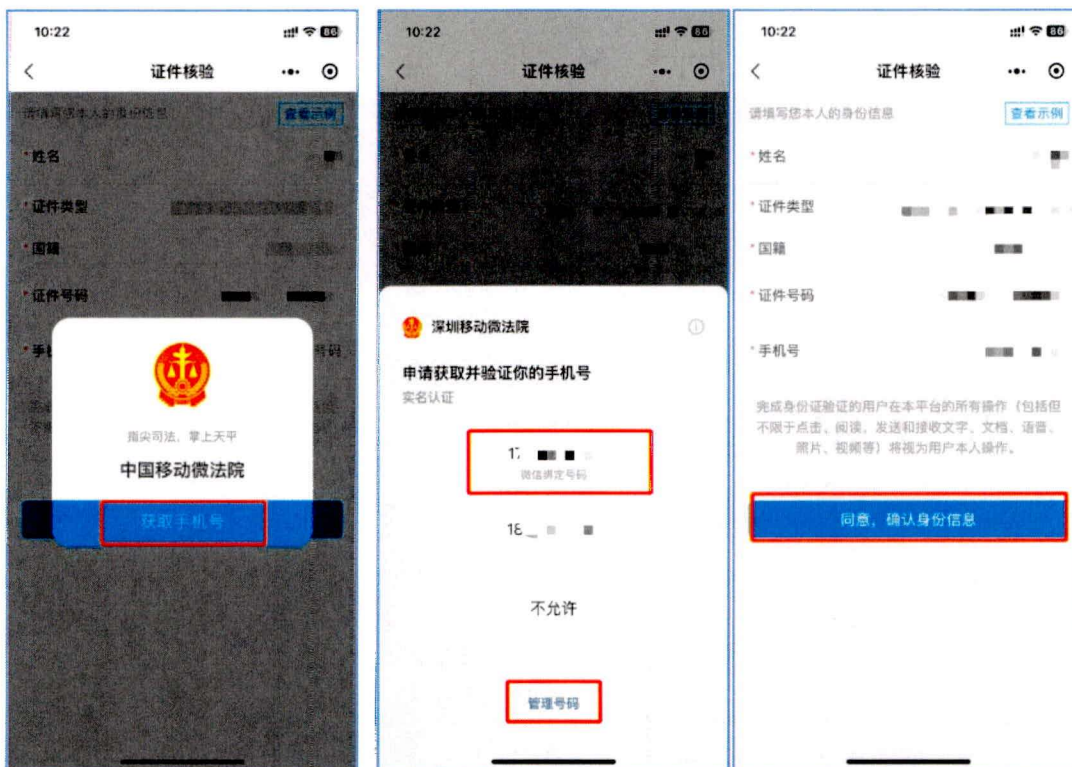 10:22
86
证件核验
请填写您本人的身份信息
查看示例
*姓名
*证件类型
*国籍
*证件号码
*手
号码
指尖司法，掌上天平
中国移动微法院
获取手机号
10:22
86
证件核验
深圳移动微法院
申请获取并验证你的手机号
实名认证
17
微信绑定号码
18
不允许
管理号码
10:22
86
证件核验
请填写您本人的身份信息
查看示例
*姓名
*证件类型
*国籍
*证件号码
*手机号
完成身份证验证的用户在本平台的所有操作（包括但
不限于点击、阅读、发送和接收文字、文档、语音、
照片、视频等）将视为用户本人操作。
同意，确认身份信息